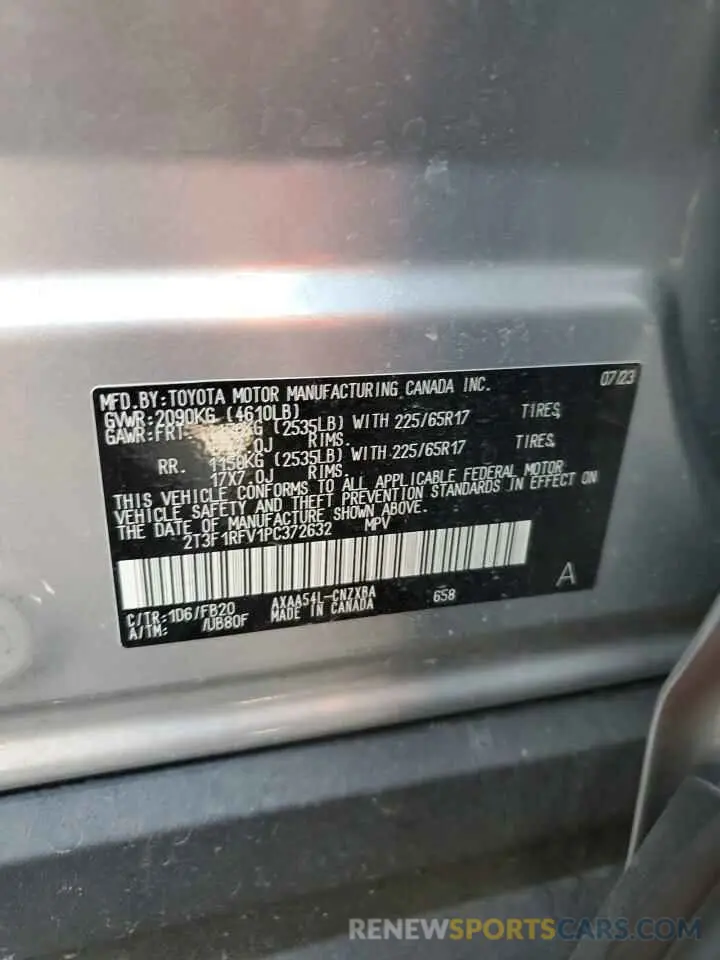 MFD. BY: TOYOTA MOTOR MANUFACTURING CANADA INC. 07/23
GVWR: 2090KG (4610LB)
GAWR: FRT. KG (2535LB) WITH 225/65R17 TIRES,
.0J RIMS.
RR. 1150KG (2535LB) WITH 225/65R17 TIRES,
17X7.0J RIMS.
THIS VEHICLE CONFORMS TO ALL APPLICABLE FEDERAL MOTOR
VEHICLE SAFETY AND THEFT PREVENTION STANDARDS IN EFFECT ON
THE DATE OF MANUFACTURE SHOWN ABOVE.
2T3F1RFV1PC372632 MPV
A
C/TR: 1D6/FB20 AXAA54L-CNZXBA 658
A/TM: /UB80F MADE IN CANADA
RENEWSPORTSCARS.COM